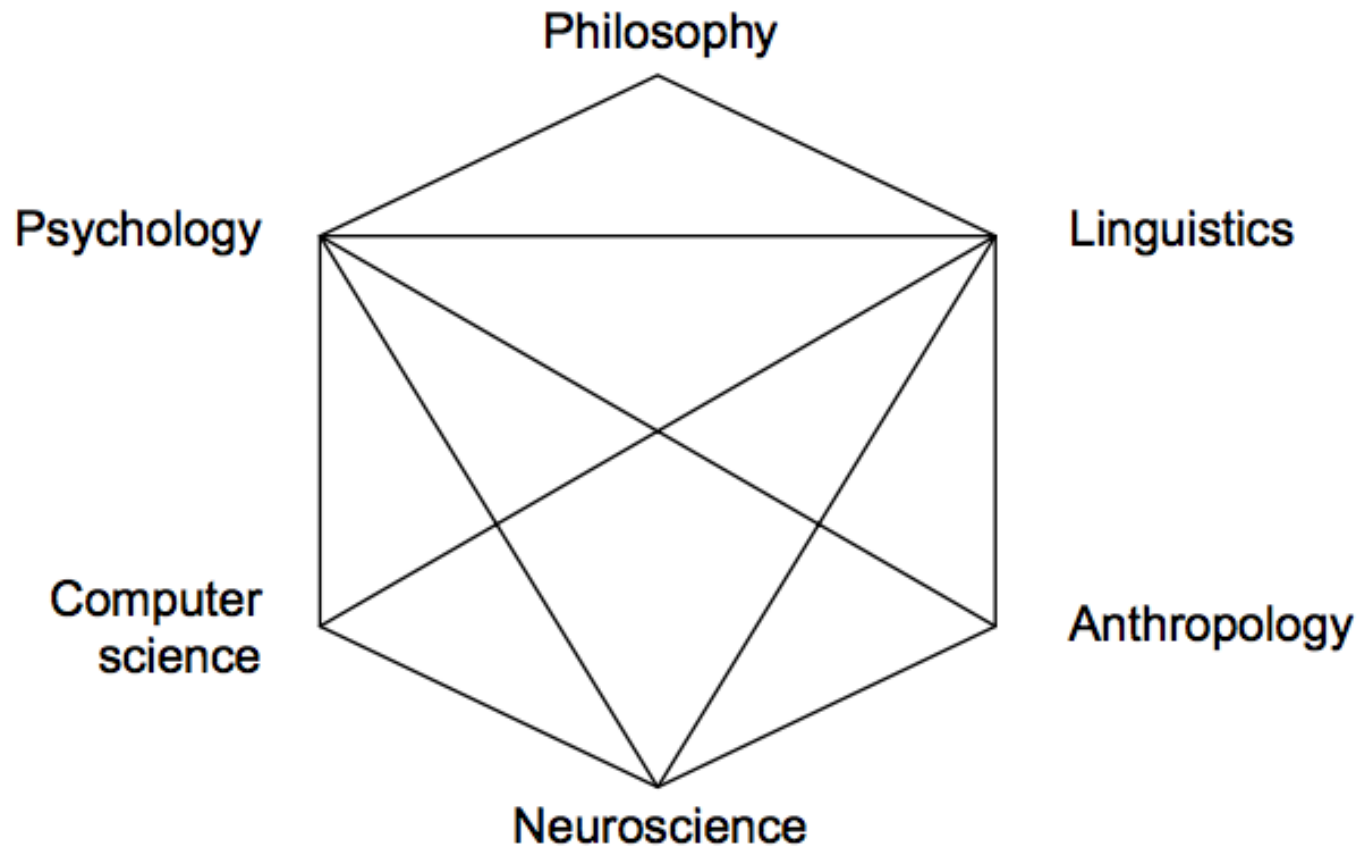 Philosophy
Psychology
Linguistics
Computer
science
Anthropology
Neuroscience